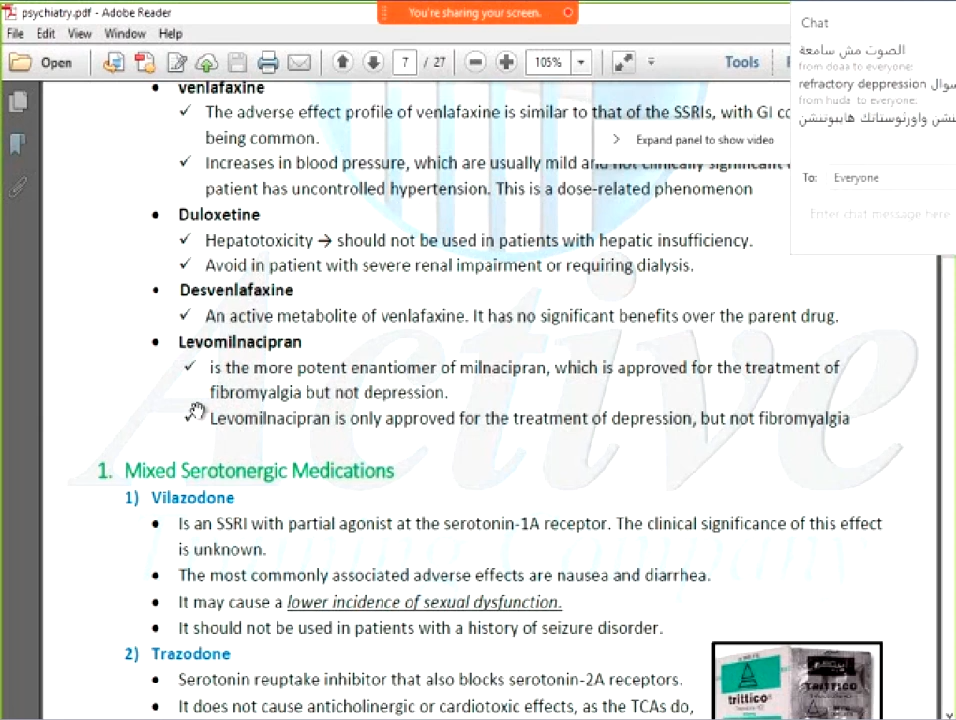 psychiatry.pdf - Adobe Reader
You're sharing your screen.
File Edit View Window Help
Open
7 / 27
105%
Tools
Chat
الصوت مش سامعة
from doaa to everyone:
refractory deppression سوال
from huda to everyone:
واورثوستاتك هايبوتنيشن
Expand panel to show video
To: Everyone
Enter chat message here
• venlafaxine
✓ The adverse effect profile of venlafaxine is similar to that of the SSRIs, with GI
being common.
✓ Increases in blood pressure, which are usually mild and not clinically significant
patient has uncontrolled hypertension. This is a dose-related phenomenon
• Duloxetine
✓ Hepatotoxicity → should not be used in patients with hepatic insufficiency.
✓ Avoid in patient with severe renal impairment or requiring dialysis.
• Desvenlafaxine
✓ An active metabolite of venlafaxine. It has no significant benefits over the parent drug.
• Levomilnacipran
✓ is the more potent enantiomer of milnacipran, which is approved for the treatment of
fibromyalgia but not depression.
✓ Levomilnacipran is only approved for the treatment of depression, but not fibromyalgia
1. Mixed Serotonergic Medications
1) Vilazodone
• Is an SSRI with partial agonist at the serotonin-1A receptor. The clinical significance of this effect
is unknown.
• The most commonly associated adverse effects are nausea and diarrhea.
• It may cause a lower incidence of sexual dysfunction.
• It should not be used in patients with a history of seizure disorder.
2) Trazodone
• Serotonin reuptake inhibitor that also blocks serotonin-2A receptors.
• It does not cause anticholinergic or cardiotoxic effects, as the TCAs do,
trittico
TRITTICO
Active